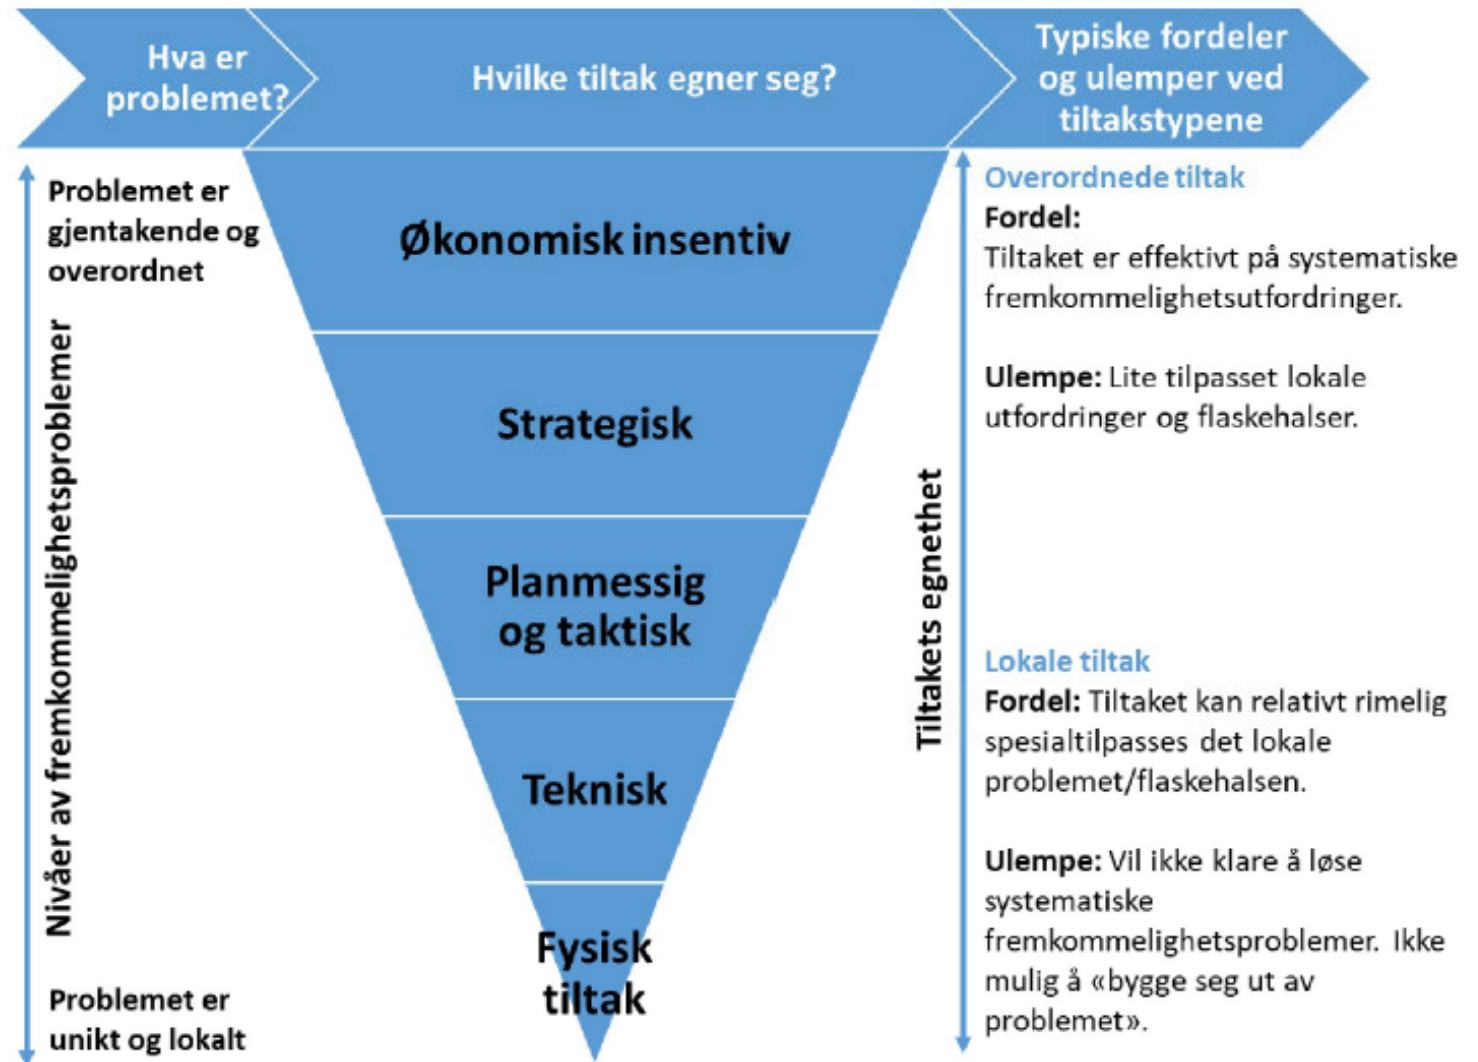 Hva er
problemet?
Hvilke tiltak egner seg?
Typiske fordeler
og ulemper ved
tiltakstypene
Problemet er
gjentakende og
overordnet
Nivåer av fremkommelighetsproblemer
Problemet er
unikt og lokalt
Økonomisk insentiv
Strategisk
Planmessig
og taktisk
Teknisk
Fysisk
tiltak
Tiltakets egnethet
Overordnede tiltak
Fordel:
Tiltaket er effektivt på systematiske
fremkommelighetsutfordringer.
Ulempe: Lite tilpasset lokale
utfordringer og flaskehalser.
Lokale tiltak
Fordel: Tiltaket kan relativt rimelig
spesialtilpasses det lokale
problemet/flaskehalsen.
Ulempe: Vil ikke klare å løse
systematiske
fremkommelighetsproblemer. Ikke
mulig å «bygge seg ut av
problemet».